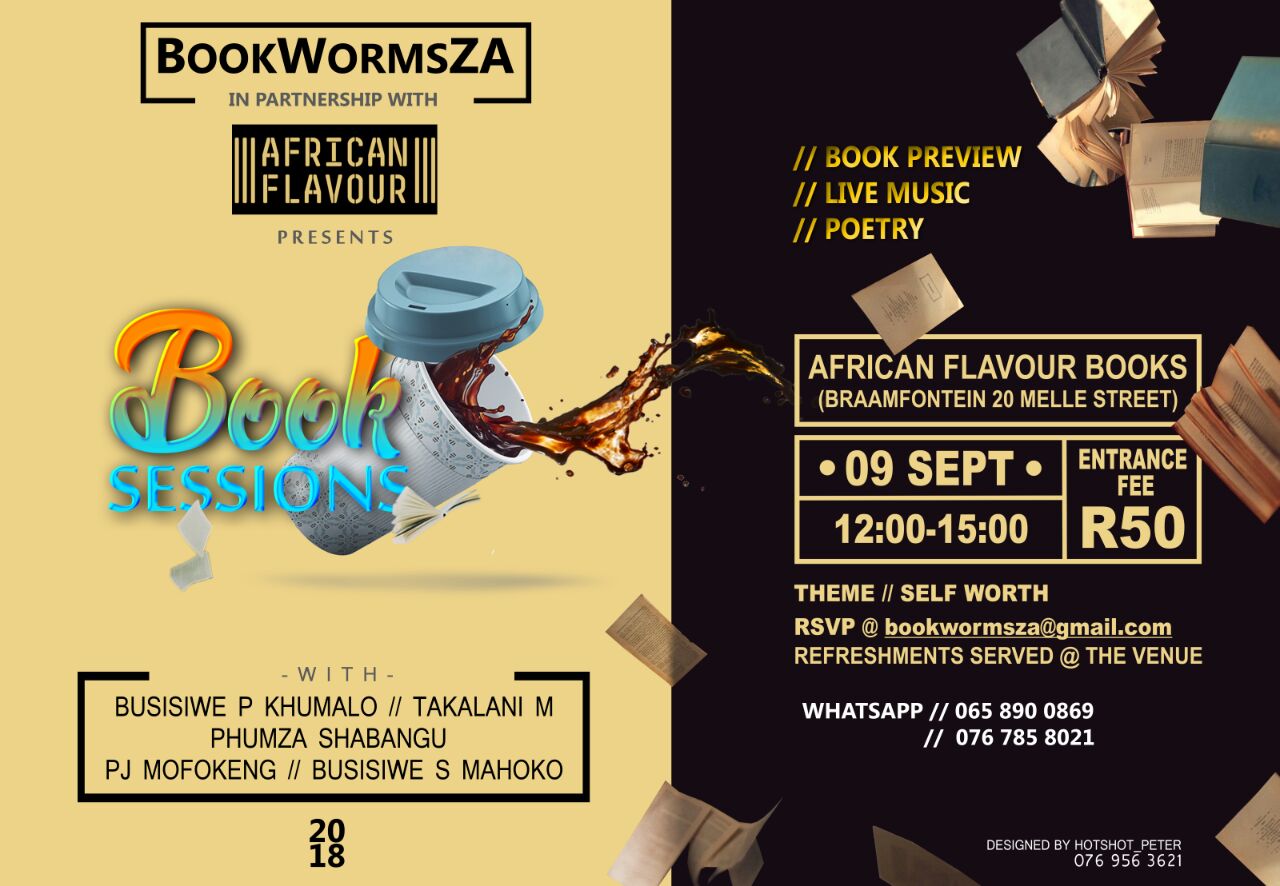 BOOKWORMSZA
IN PARTNERSHIP WITH
AFRICAN
FLAVOUR
PRESENTS
Book
SESSIONS
-WITH-
BUSISIWE P KHUMALO // TAKALANI M
PHUMZA SHABANGU
PJ MOFOKENG // BUSISIWE S MAHOKO
20
18
// BOOK PREVIEW
// LIVE MUSIC
// POETRY
AFRICAN FLAVOUR BOOKS
(BRAAMFONTEIN 20 MELLE STREET)
• 09 SEPT •
12:00-15:00
ENTRANCE
FEE
R50
THEME // SELF WORTH
RSVP @ bookwormsza@gmail.com
REFRESHMENTS SERVED @ THE VENUE
WHATSAPP // 065 890 0869
// 076 785 8021
DESIGNED BY HOTSHOT_PETER
076 956 3621